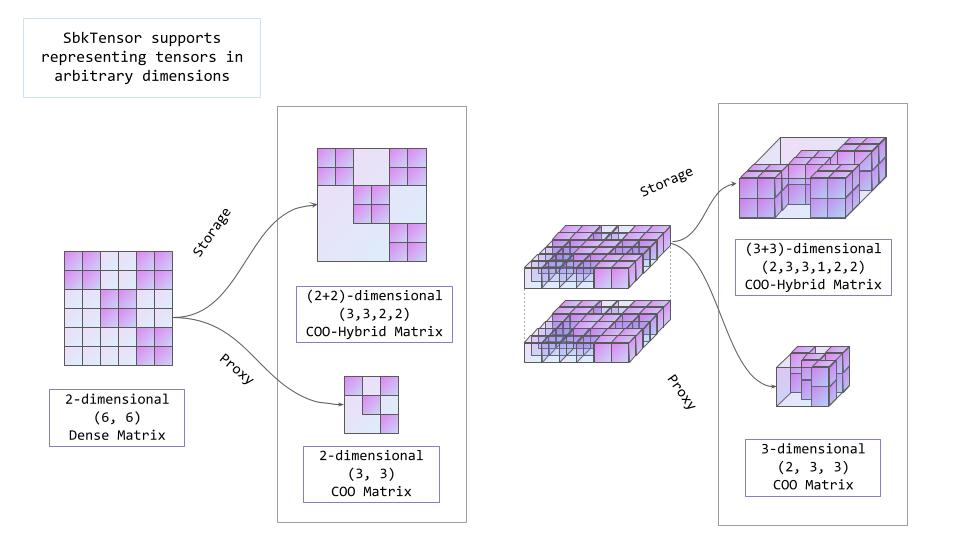 SbkTensor supports
representing tensors in
arbitrary dimensions
Storage
Proxy
2-dimensional
(6, 6)
Dense Matrix
(2+2)-dimensional
(3,3,2,2)
COO-Hybrid Matrix
2-dimensional
(3, 3)
COO Matrix
Storage
Proxy
(3+3)-dimensional
(2,3,3,1,2,2)
COO-Hybrid Matrix
3-dimensional
(2, 3, 3)
COO Matrix